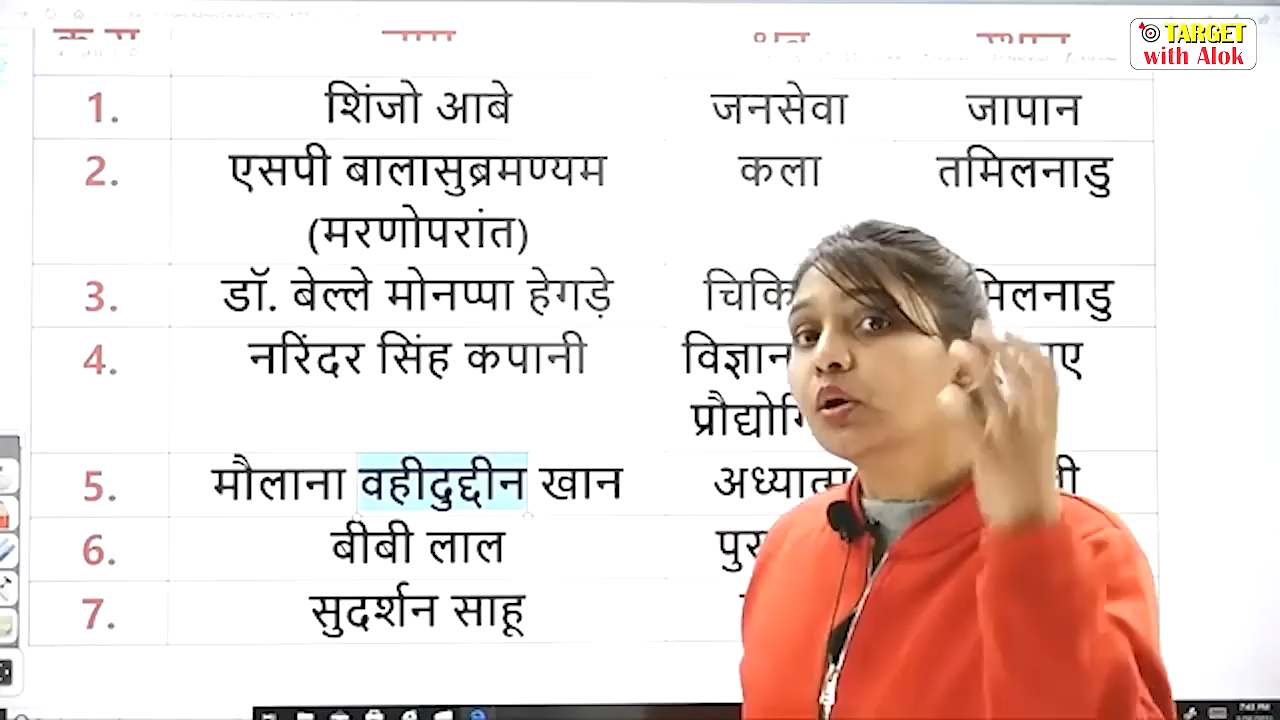 TARGET
with Alok
1. शिंजो आबे जनसेवा जापान
2. एसपी बालासुब्रमण्यम कला तमिलनाडु
(मरणोपरांत)
3. डॉ. बेल्ले मोनप्पा हेगड़े
4. नरिंदर सिंह कपानी विज्ञान
5. मौलाना वहीदुद्दीन खान
6. बीबी लाल
7. सुदर्शन साहू